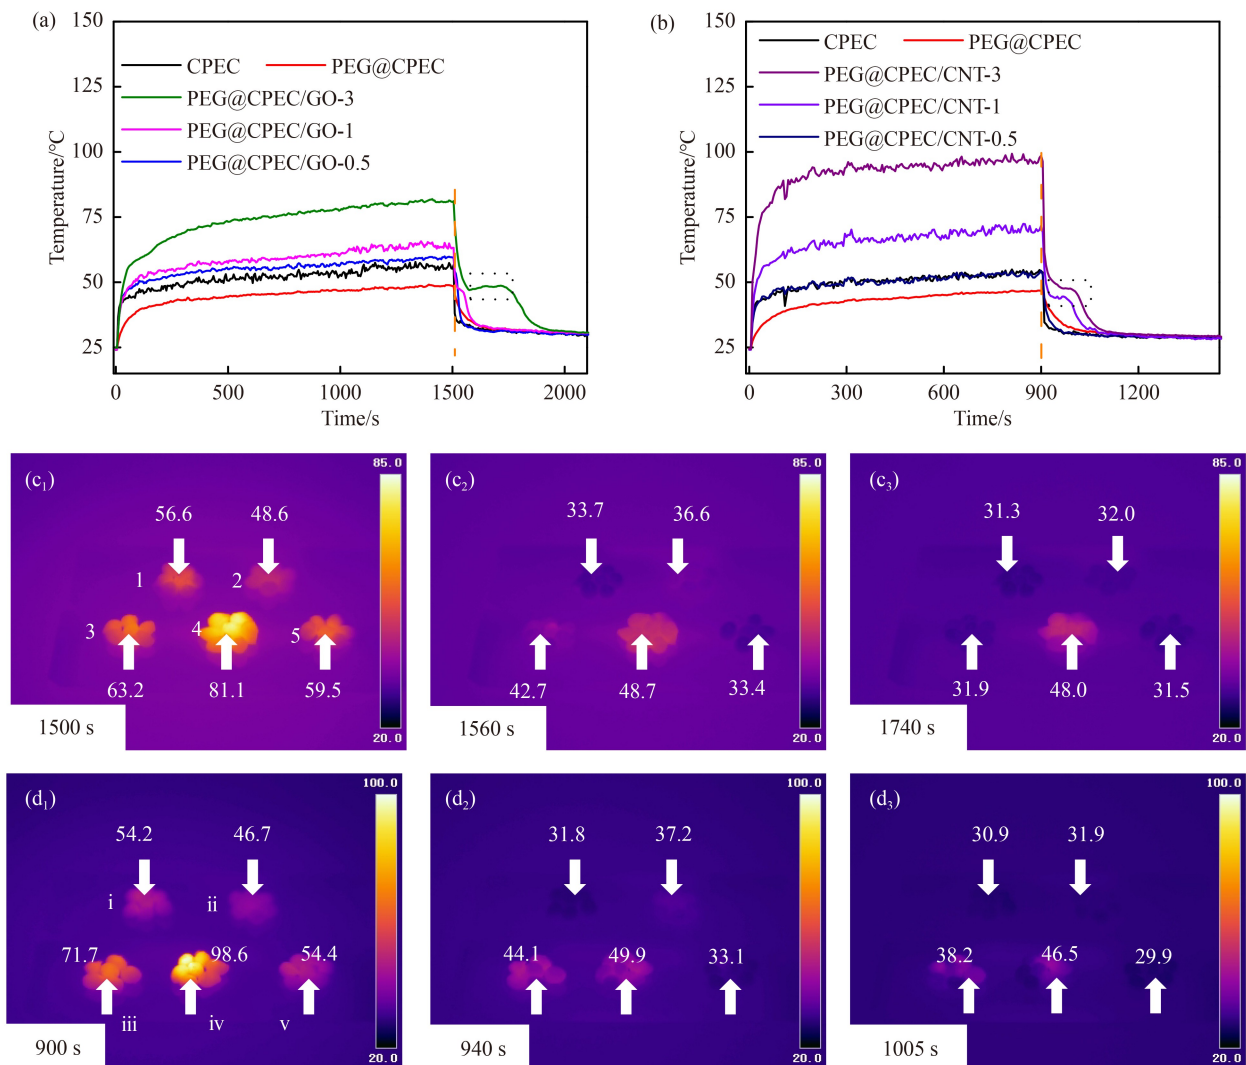 (a)
150
125
100
75
50
25
Temperature/°C
CPEC
PEG@CPEC
PEG@CPEC/GO-3
PEG@CPEC/GO-1
PEG@CPEC/GO-0.5
0
500
1000
1500
2000
Time/s
(b)
150
125
100
75
50
25
Temperature/°C
CPEC
PEG@CPEC
PEG@CPEC/CNT-3
PEG@CPEC/CNT-1
PEG@CPEC/CNT-0.5
0
300
600
900
1200
Time/s
(c₁)
85.0
56.6
48.6
1
2
3
4
5
63.2
81.1
59.5
1500 s
20.0
(c₂)
85.0
33.7
36.6
42.7
48.7
33.4
1560 s
20.0
(c₃)
85.0
31.3
32.0
31.9
48.0
31.5
1740 s
20.0
(d₁)
100.0
54.2
46.7
i
ii
71.7
98.6
54.4
iii
iv
v
900 s
20.0
(d₂)
100.0
31.8
37.2
44.1
49.9
33.1
940 s
20.0
(d₃)
100.0
30.9
31.9
38.2
46.5
29.9
1005 s
20.0